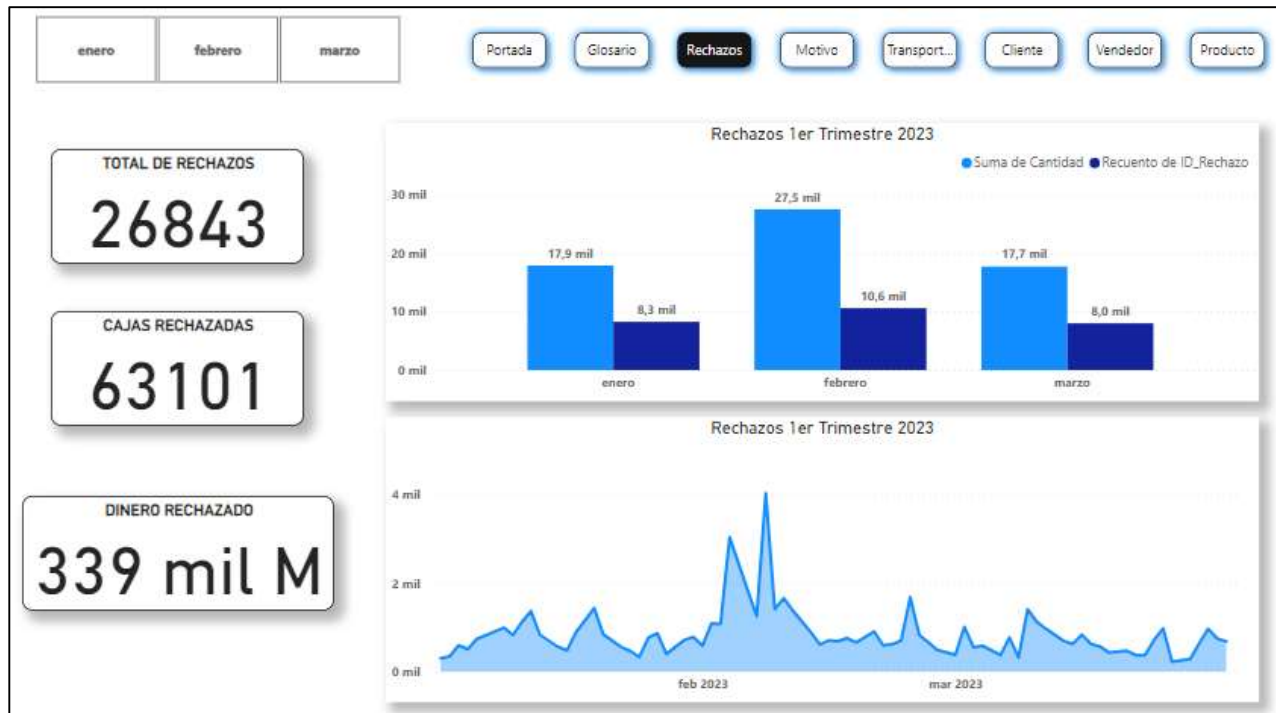 enero febrero marzo
Portada Glosario Rechazos Motivo Transport... Cliente Vendedor Producto
TOTAL DE RECHAZOS
26843
CAJAS RECHAZADAS
63101
DINERO RECHAZADO
339 mil M
Rechazos 1er Trimestre 2023
Suma de Cantidad Recuento de ID_Rechazo
30 mil
20 mil
10 mil
0 mil
17,9 mil
8,3 mil
27,5 mil
10,6 mil
17,7 mil
8,0 mil
enero febrero marzo
Rechazos 1er Trimestre 2023
4 mil
2 mil
0 mil
feb 2023 mar 2023